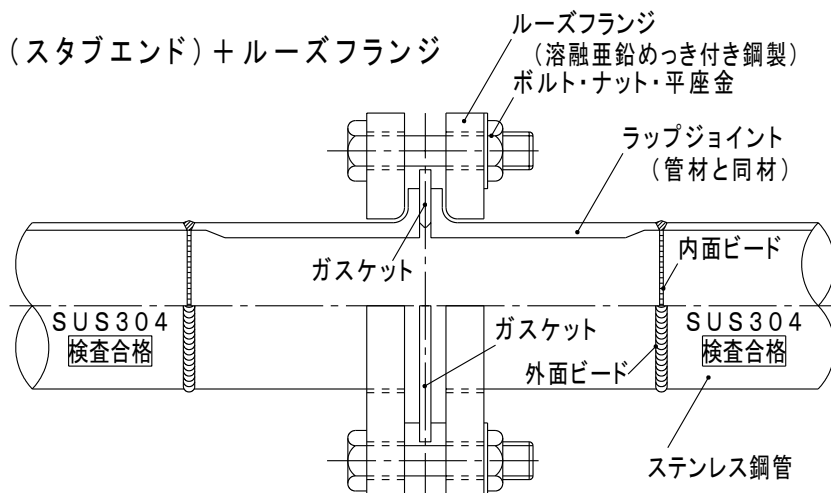 (スタブエンド)+ルーズフランジ
ルーズフランジ
(溶融亜鉛めっき付き鋼製)
ボルト・ナット・平座金
ラップジョイント
(管材と同材)
ガスケット
内面ビード
SUS304
検査合格
ガスケット
外面ビード
SUS304
検査合格
ステンレス鋼管